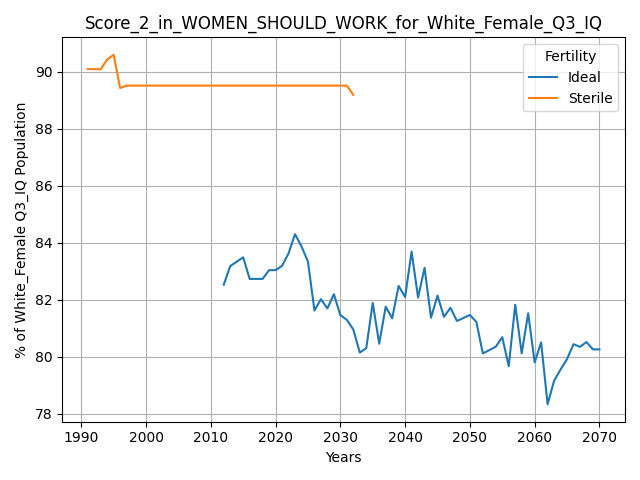 Score_2_in_WOMEN_SHOULD_WORK_for_White_Female_Q3_IQ
Fertility
Ideal
Sterile
% of White_Female Q3_IQ Population
90
88
86
84
82
80
78
1990 2000 2010 2020 2030 2040 2050 2060 2070
Years